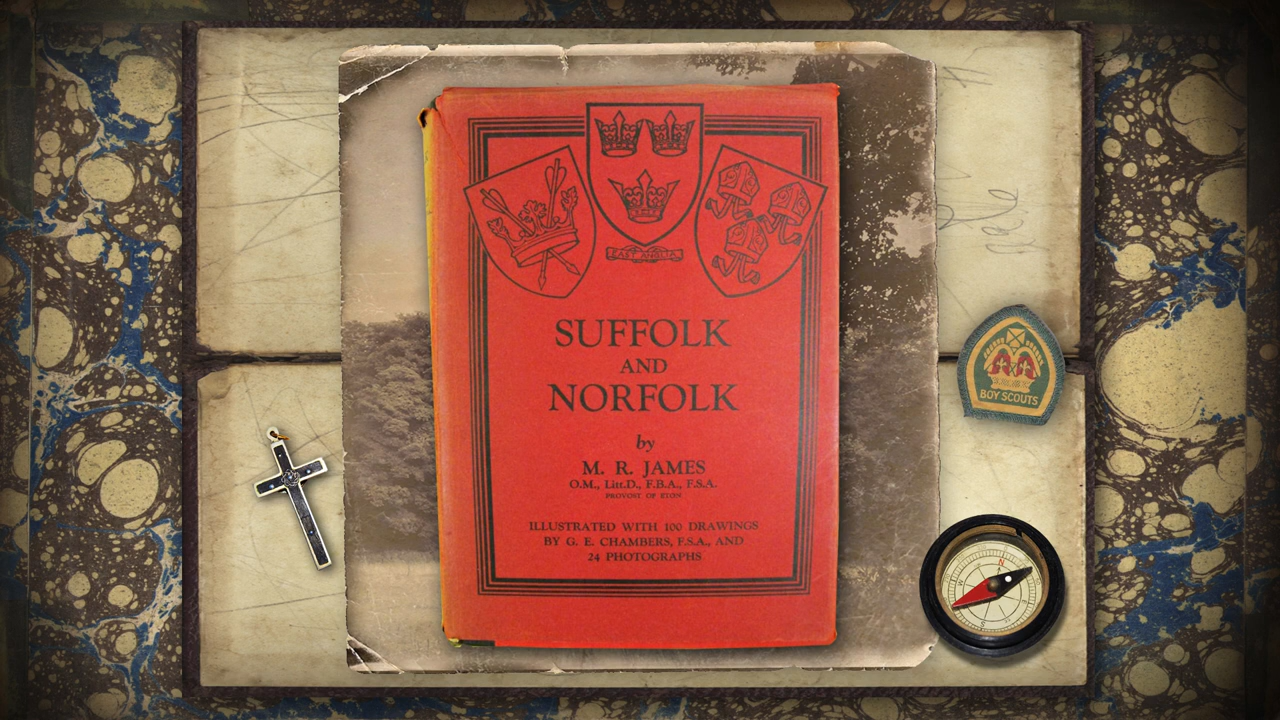 EAST ANGLIA
SUFFOLK
AND
NORFOLK
by
M. R. JAMES
O.M., Litt.D., F.B.A., F.S.A.
PROVOST OF ETON
ILLUSTRATED WITH 100 DRAWINGS
BY G. E. CHAMBERS, F.S.A., AND
24 PHOTOGRAPHS
BOY SCOUTS
N
E
S
W